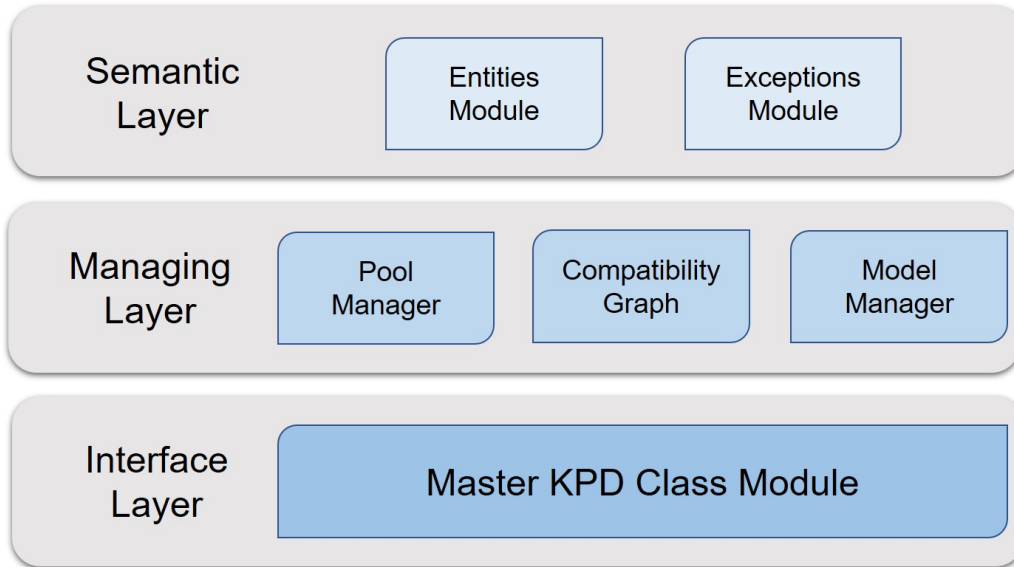 Semantic
Layer
Entities
Module
Exceptions
Module
Managing
Layer
Pool
Manager
Compatibility
Graph
Model
Manager
Interface
Layer
Master KPD Class Module